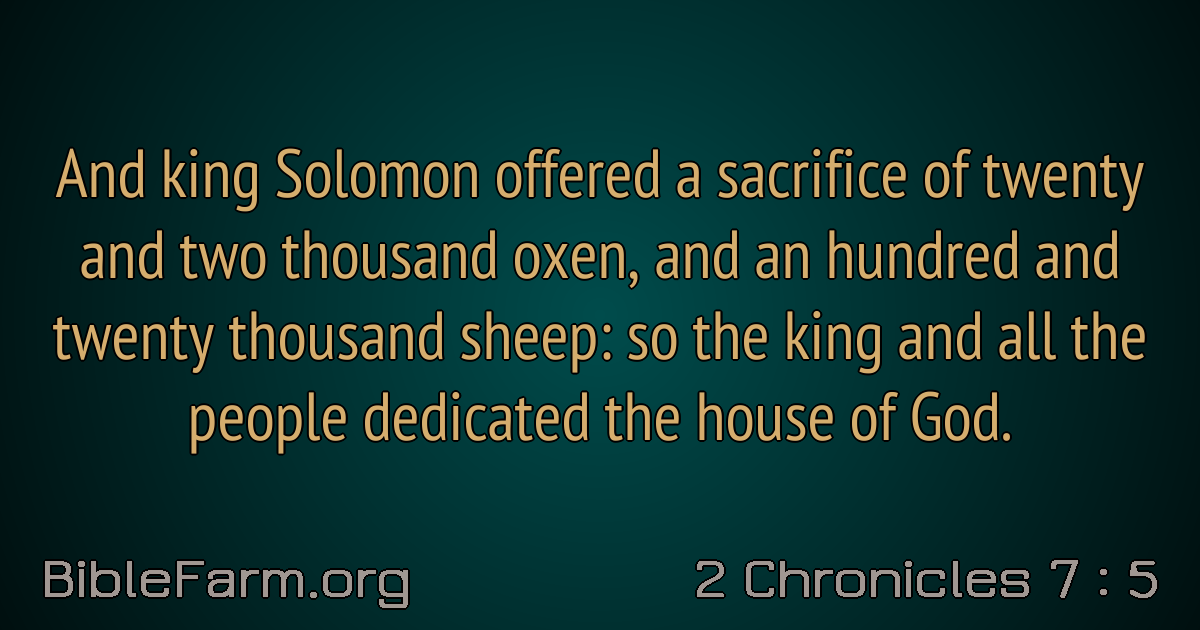 And king Solomon offered a sacrifice of twenty
and two thousand oxen, and an hundred and
twenty thousand sheep: so the king and all the
people dedicated the house of God.
BibleFarm.org
2 Chronicles 7 : 5